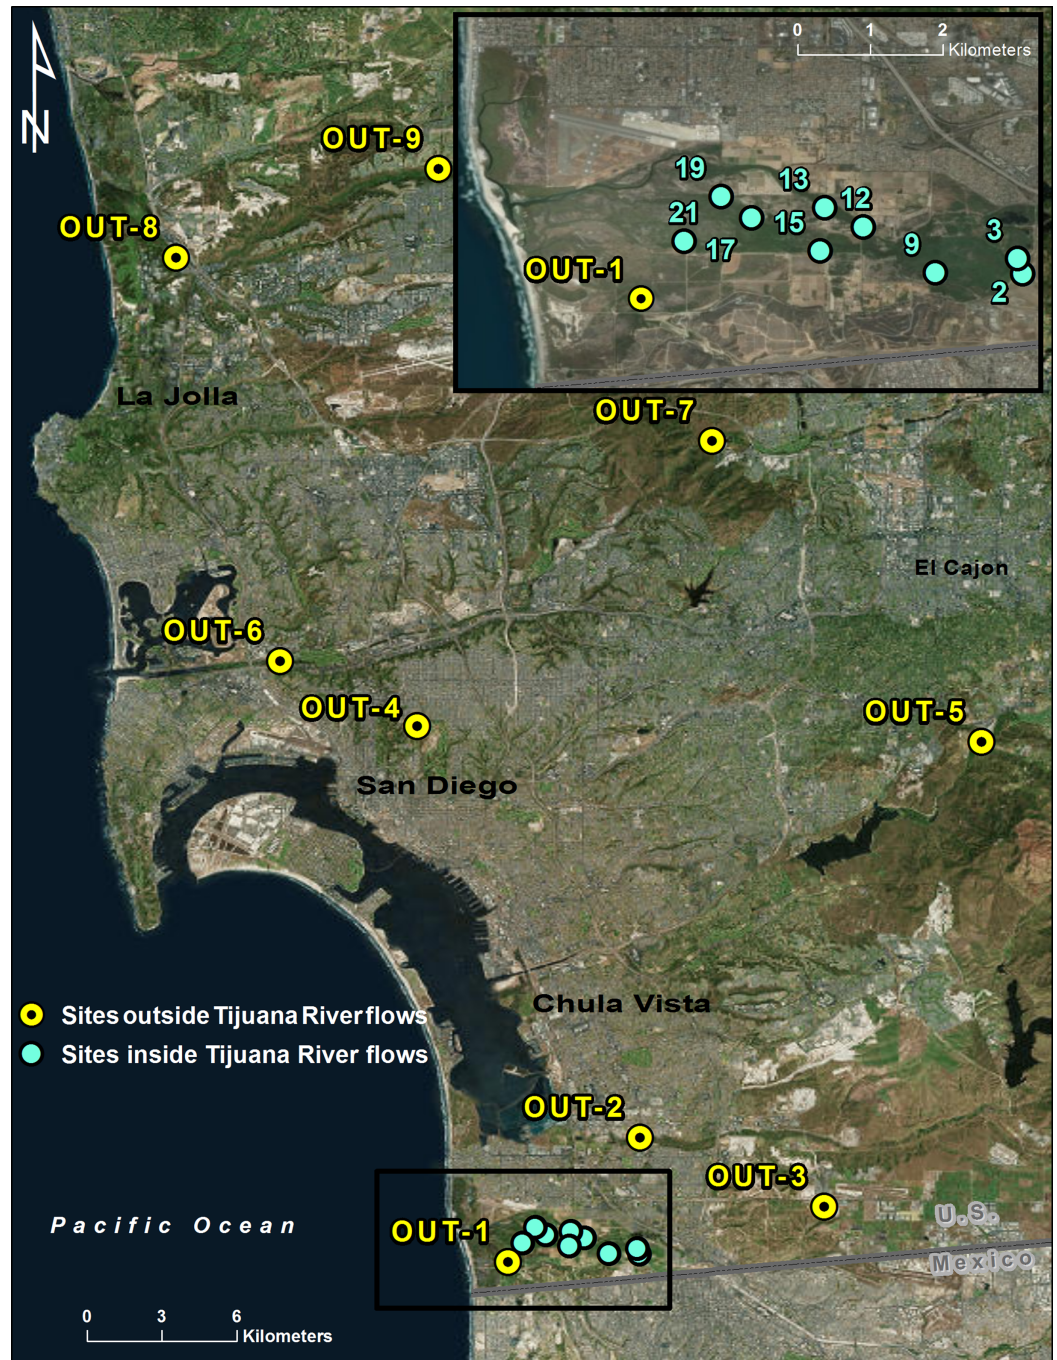 N
0 1 2
Kilometers
OUT-9
19
13
12
OUT-8
21
15
3
17
9
OUT-1
2
La Jolla
OUT-7
El Cajon
OUT-6
OUT-4
OUT-5
San Diego
Chula Vista
Sites outside Tijuana River flows
Sites inside Tijuana River flows
OUT-2
OUT-3
Pacific Ocean
OUT-1
U.S.
Mexico
0 3 6
Kilometers